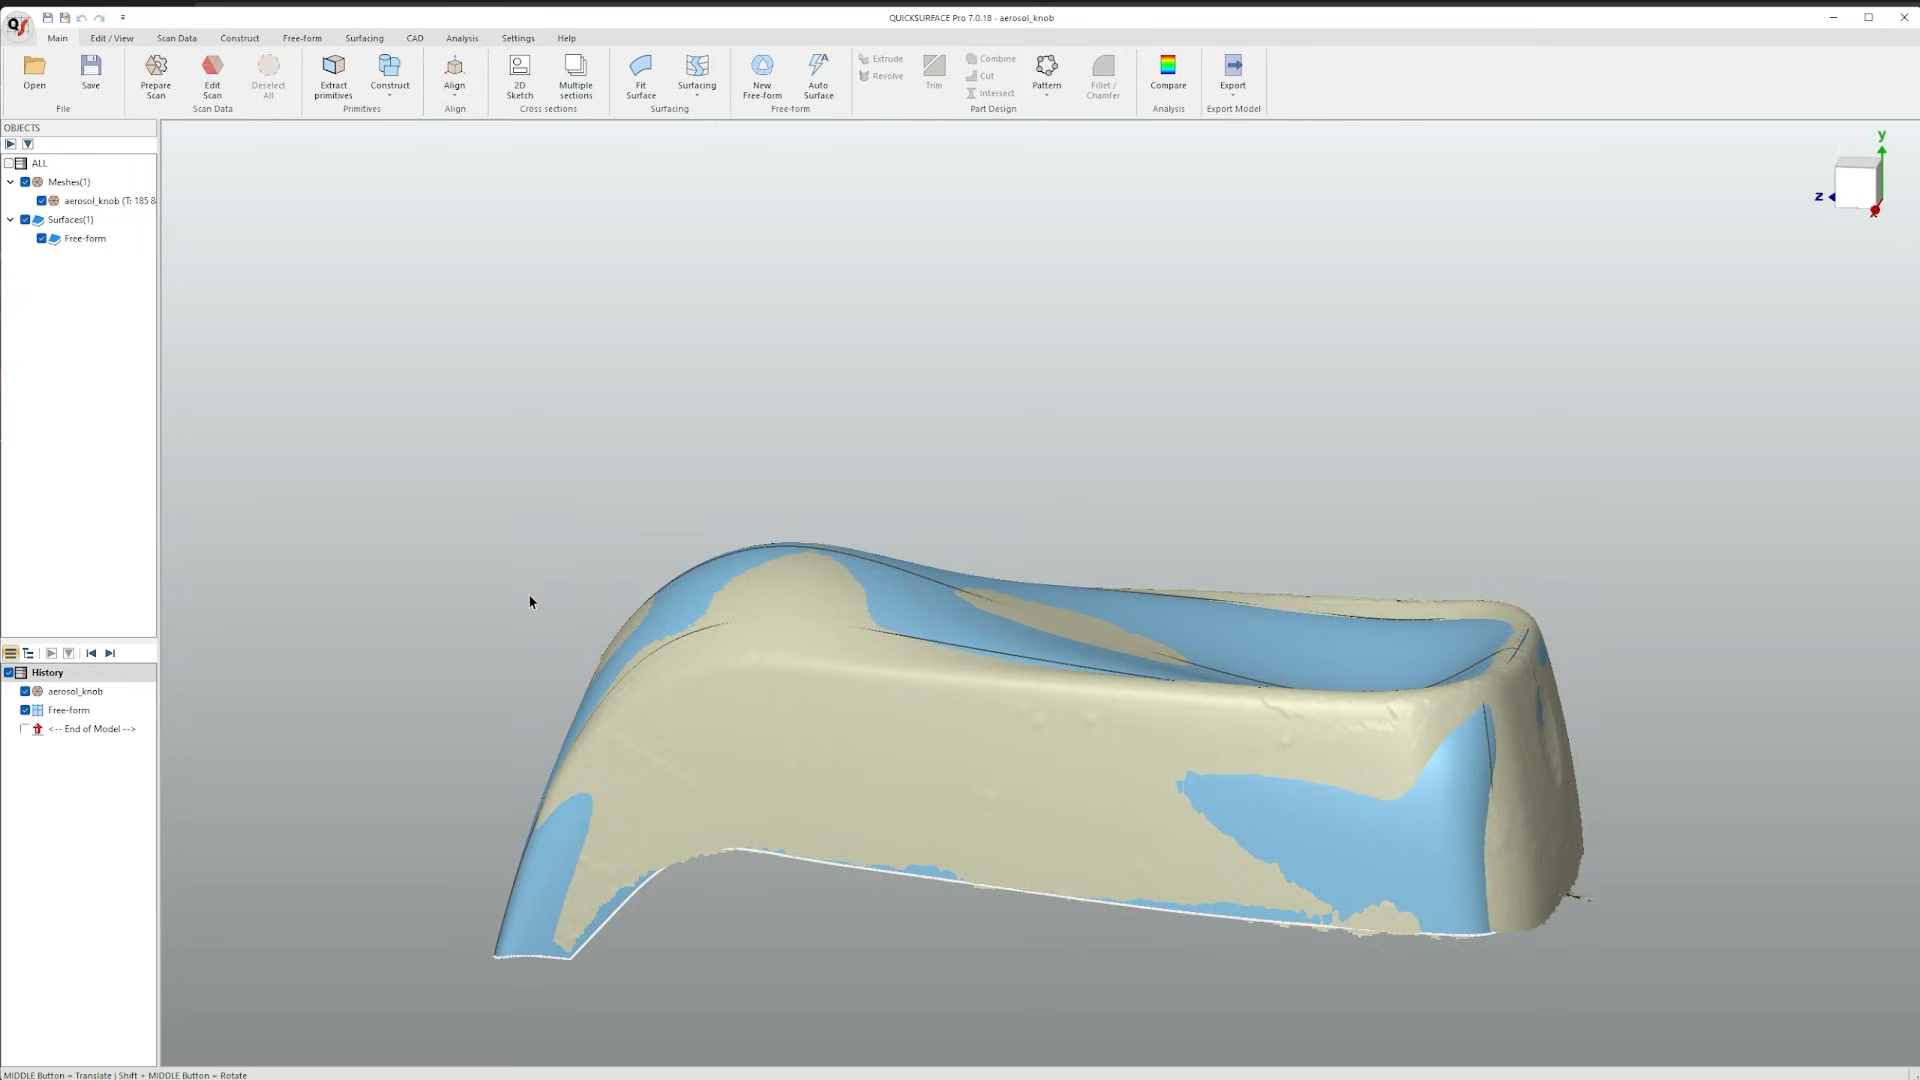 QUICKSURFACE Pro 7.0.18 - aerosol_knob
Main Edit / View Scan Data Construct Free-form Surfacing CAD Analysis Settings Help
Open
Save
File
Prepare Scan
Edit Scan
Deselect All
Scan Data
Extract primitives
Construct
Primitives
Align
Align
2D Sketch
Multiple sections
Cross sections
Fit Surface
Surfacing
Surfacing
New Free-form
Auto Surface
Free-form
Extrude
Revolve
Trim
Combine
Cut
Intersect
Pattern
Fillet / Chamfer
Part Design
Compare
Analysis
Export
Export Model
OBJECTS
ALL
Meshes(1)
aerosol_knob (T: 185 8
Surfaces(1)
Free-form
y
z
x
History
aerosol_knob
Free-form
<-- End of Model -->
MIDDLE Button = Translate | Shift + MIDDLE Button = Rotate